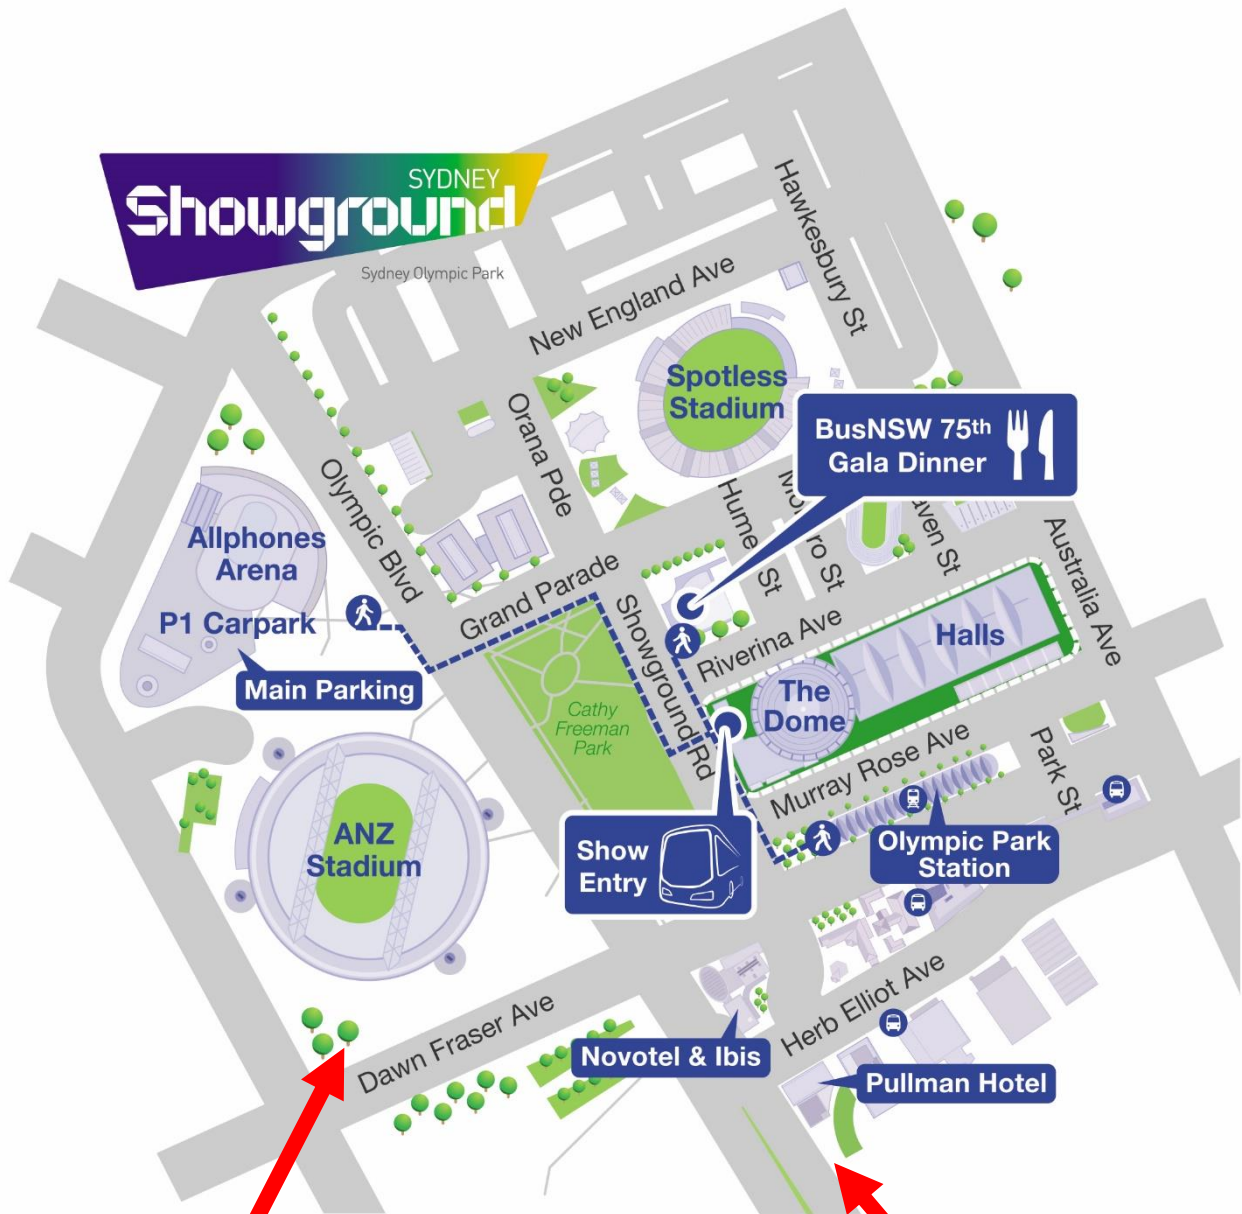 SYDNEY
Showground
Sydney Olympic Park
Hawkesbury St
New England Ave
Spotless
Stadium
Orana Pde
BusNSW 75th
Gala Dinner
Olympic Blvd
Hume St
Australia Ave
Allphones
Arena
P1 Carpark
Main Parking
Grand Parade
Showground Rd
Riverina Ave
Halls
The
Dome
Cathy
Freeman
Park
Murray Rose Ave
Park St
ANZ
Stadium
Show
Entry
Olympic Park
Station
Dawn Fraser Ave
Novotel & Ibis
Herb Elliot Ave
Pullman Hotel